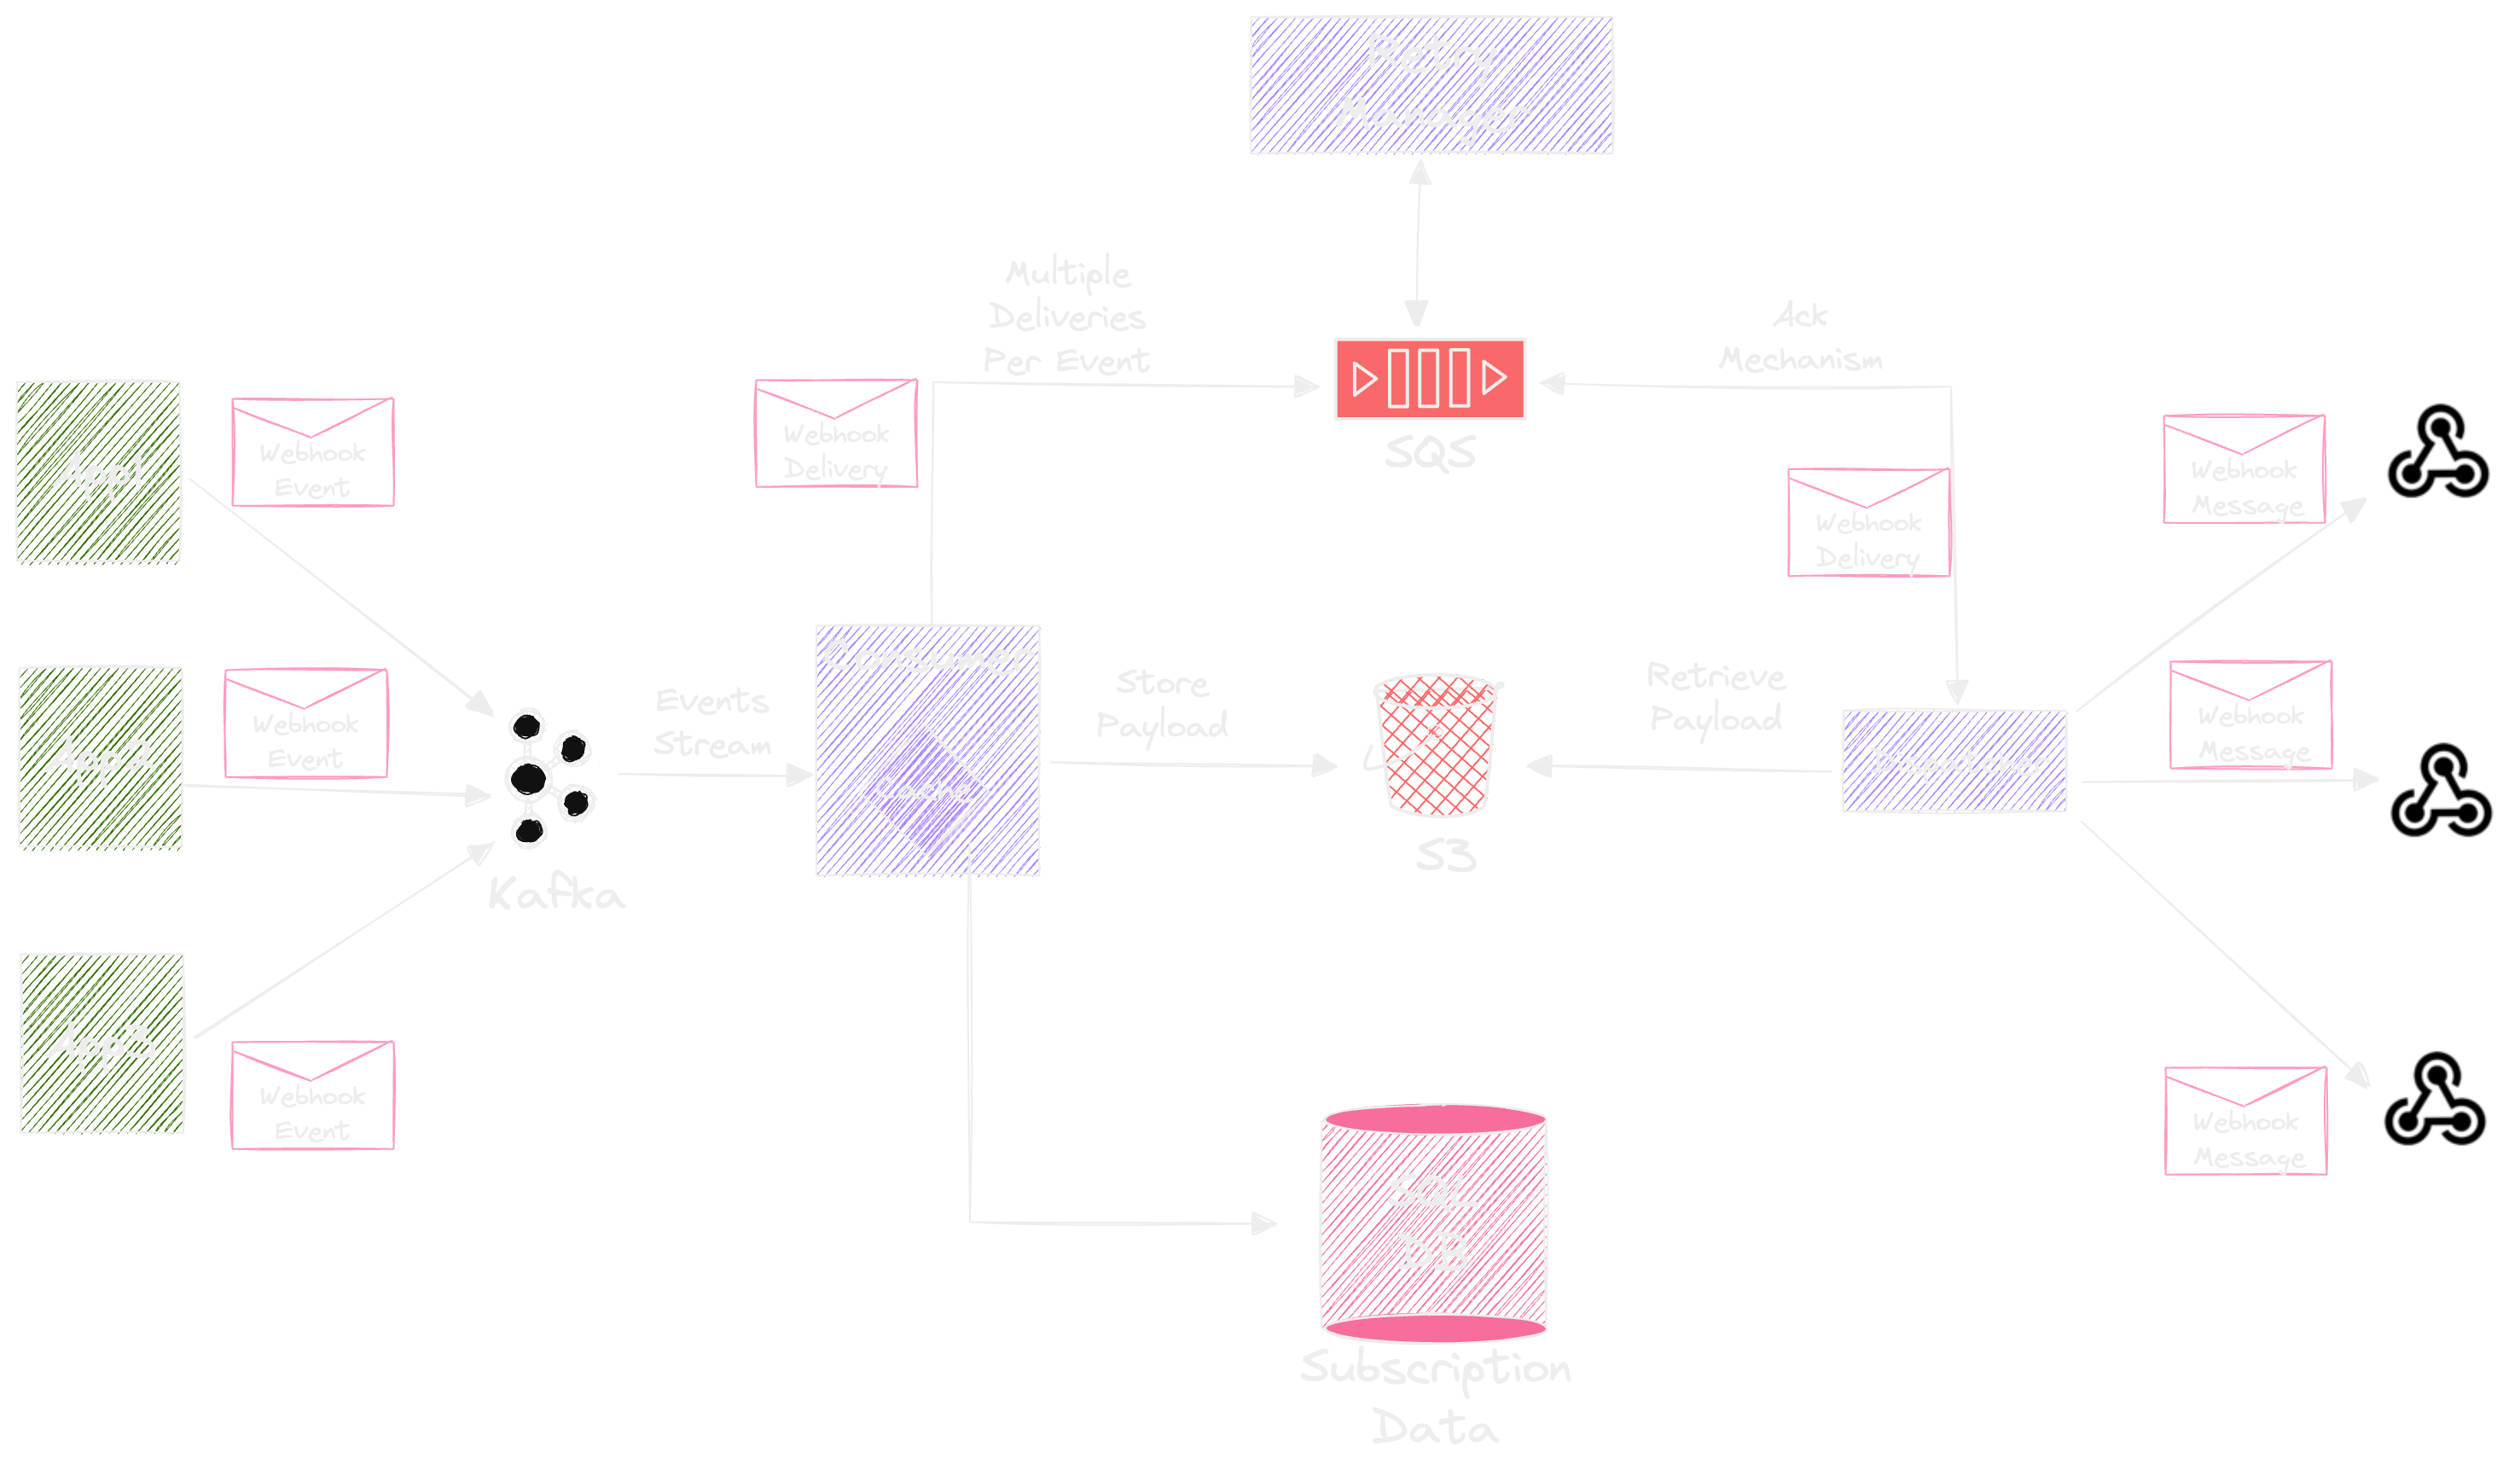 Retry
Manager
Multiple
Deliveries
Per Event
Ack
Mechanism
SQS
App1
Webhook
Event
Webhook
Delivery
Webhook
Delivery
Webhook
Message
Consumer
App2
Webhook
Event
Kafka
Events
Stream
Cache
Store
Payload
S3
Retrieve
Payload
Webhook
Message
App3
Webhook
Event
Webhook
Message
SQL
DB
Subscription
Data